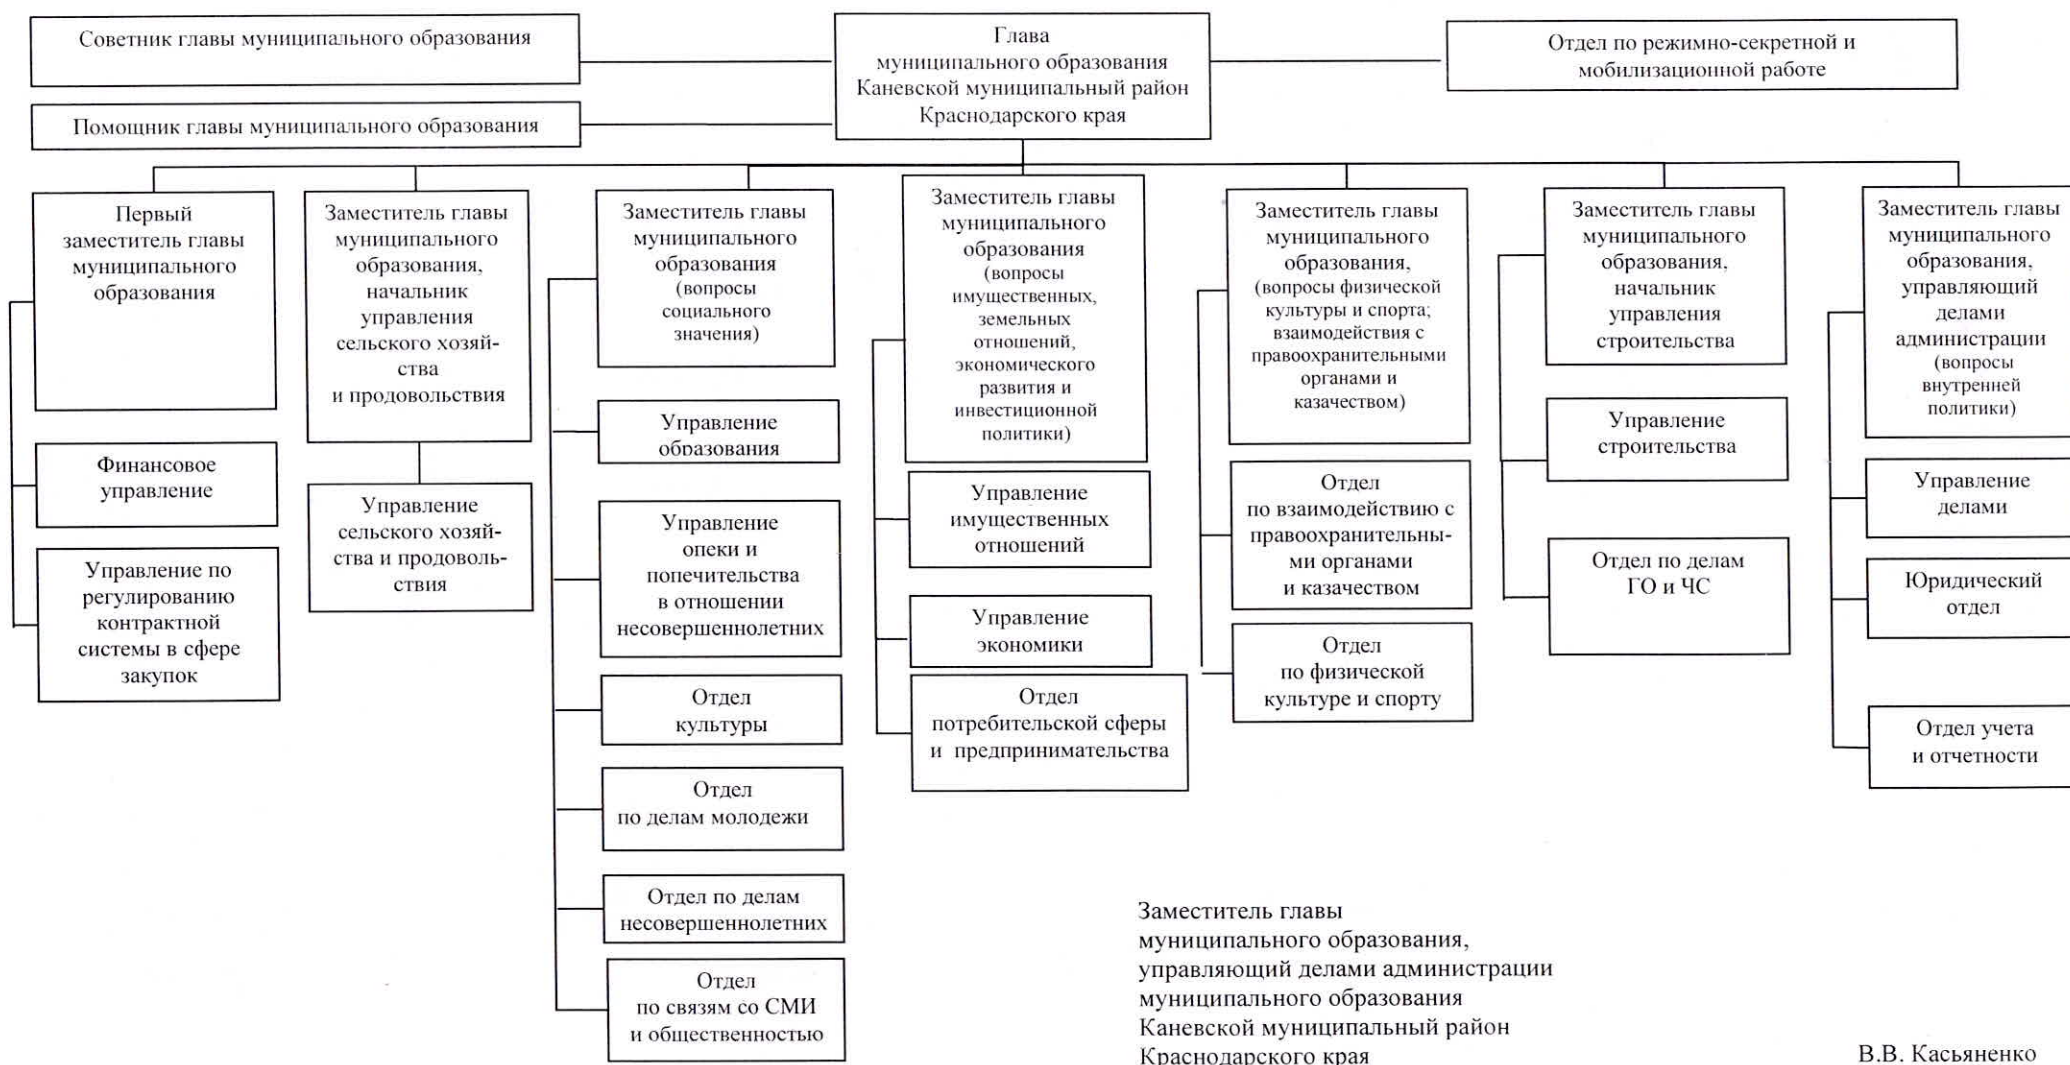 Советник главы муниципального образования
Глава
муниципального образования
Каневской муниципальный район
Краснодарского края
Отдел по режимно-секретной и
мобилизационной работе
Помощник главы муниципального образования
Первый
заместитель главы
муниципального
образования
Финансовое
управление
Управление по
регулированию
контрактной
системы в сфере
закупок
Заместитель главы
муниципального
образования,
начальник
управления
сельского хозяй-
ства
и продовольствия
Управление
сельского хозяй-
ства и продоволь-
ствия
Заместитель главы
муниципального
образования
(вопросы
социального
значения)
Управление
образования
Управление
опеки и
попечительства
в отношении
несовершеннолетних
Отдел
культуры
Отдел
по делам молодежи
Отдел по делам
несовершеннолетних
Отдел
по связям со СМИ
и общественностью
Заместитель главы
муниципального
образования
(вопросы
имущественных,
земельных
отношений,
экономического
развития и
инвестиционной
политики)
Управление
имущественных
отношений
Управление
экономики
Отдел
потребительской сферы
и предпринимательства
Заместитель главы
муниципального
образования,
(вопросы физической
культуры и спорта;
взаимодействия с
правоохранительными
органами и
казачеством)
Отдел
по взаимодействию с
правоохранительны-
ми органами
и казачеством
Отдел
по физической
культуре и спорту
Заместитель главы
муниципального
образования,
начальник
управления
строительства
Управление
строительства
Отдел по делам
ГО и ЧС
Заместитель главы
муниципального
образования,
управляющий
делами
администрации
(вопросы
внутренней
политики)
Управление
делами
Юридический
отдел
Отдел учета
и отчетности
Заместитель главы
муниципального образования,
управляющий делами администрации
муниципального образования
Каневской муниципальный район
Краснодарского края
В.В. Касьяненко